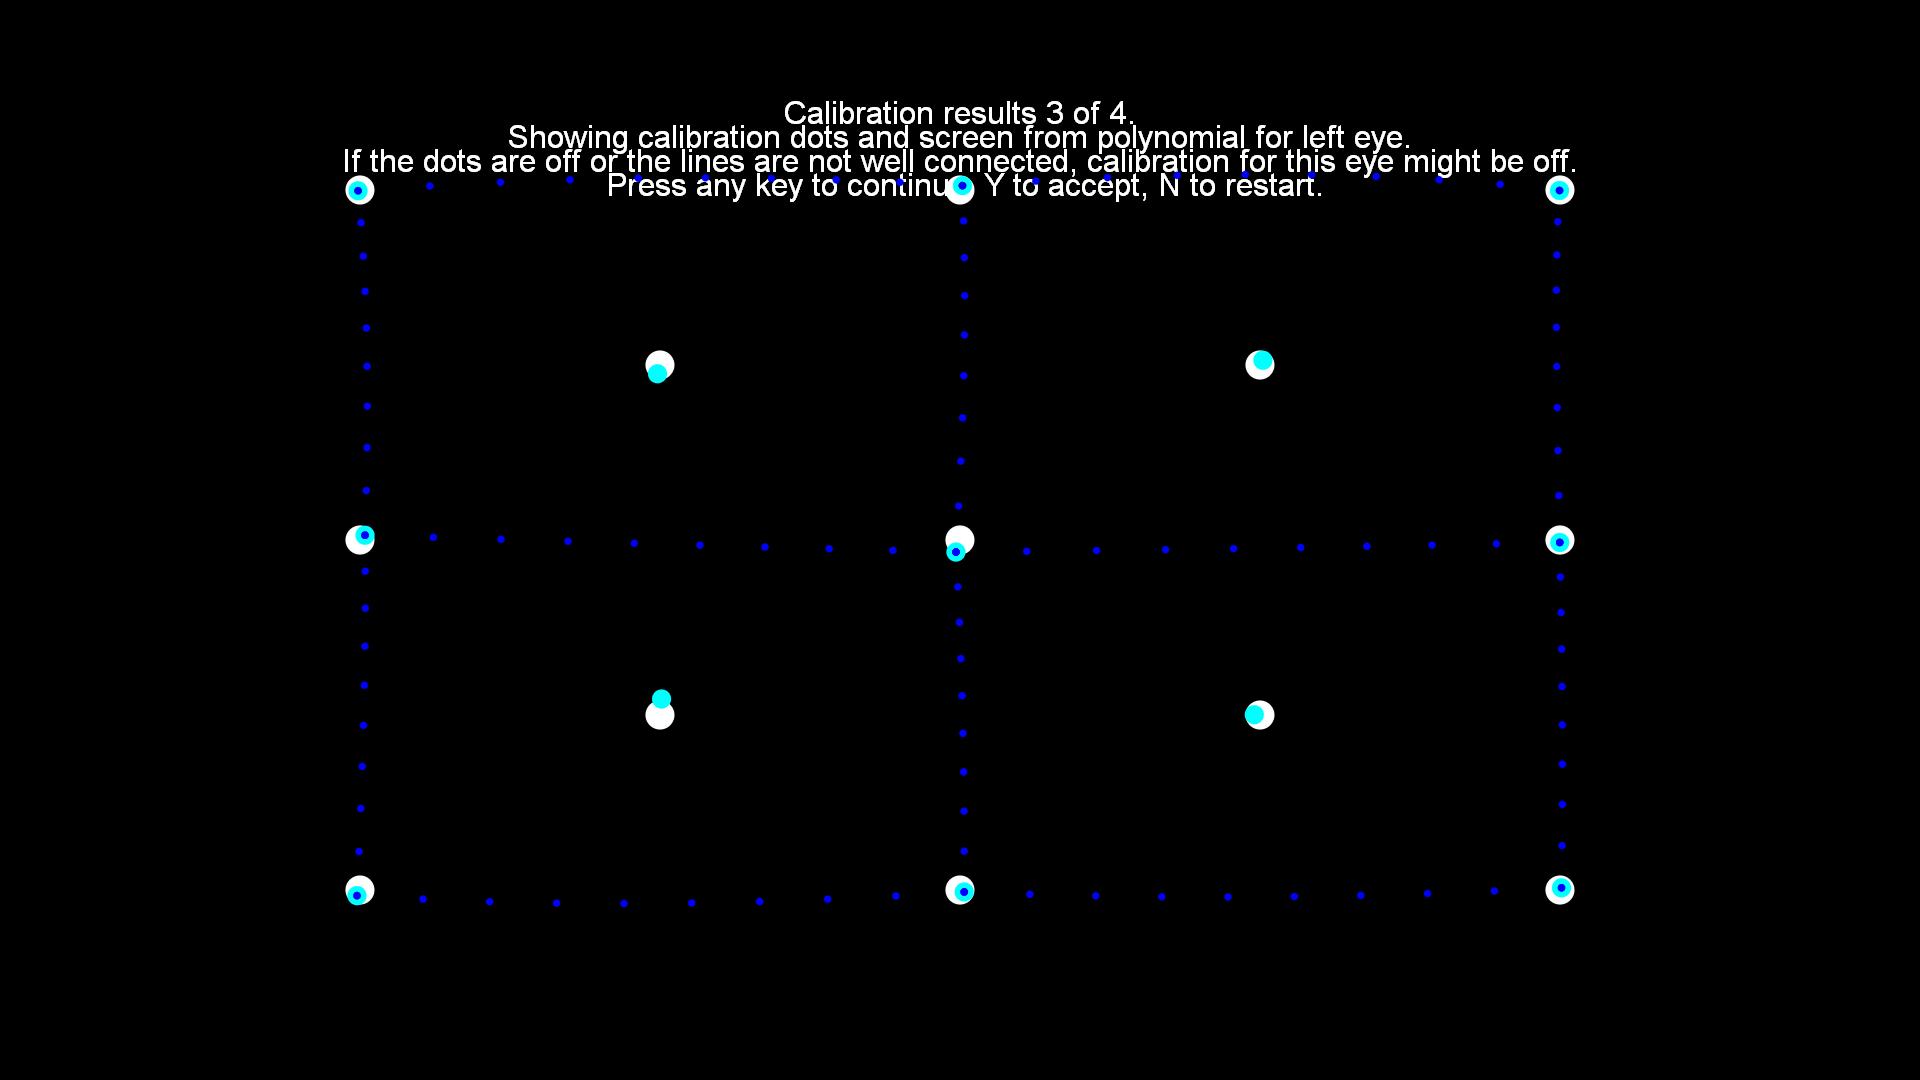 Calibration results 3 of 4.
Showing calibration dots and screen from polynomial for left eye.
If the dots are off or the lines are not well connected, calibration for this eye might be off.
Press any key to continue, Y to accept, N to restart.